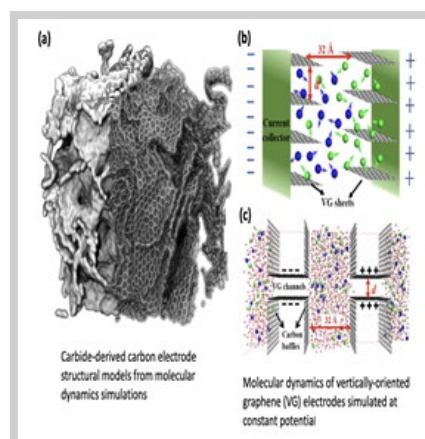 (a)
Carbide-derived carbon electrode
structural models from molecular
dynamics simulations
(b)
32 Å
Current
collector
VG sheets
(c)
VG channels
d
32 Å
Carbon
baffles
Molecular dynamics of vertically-oriented
graphene (VG) electrodes simulated at
constant potential